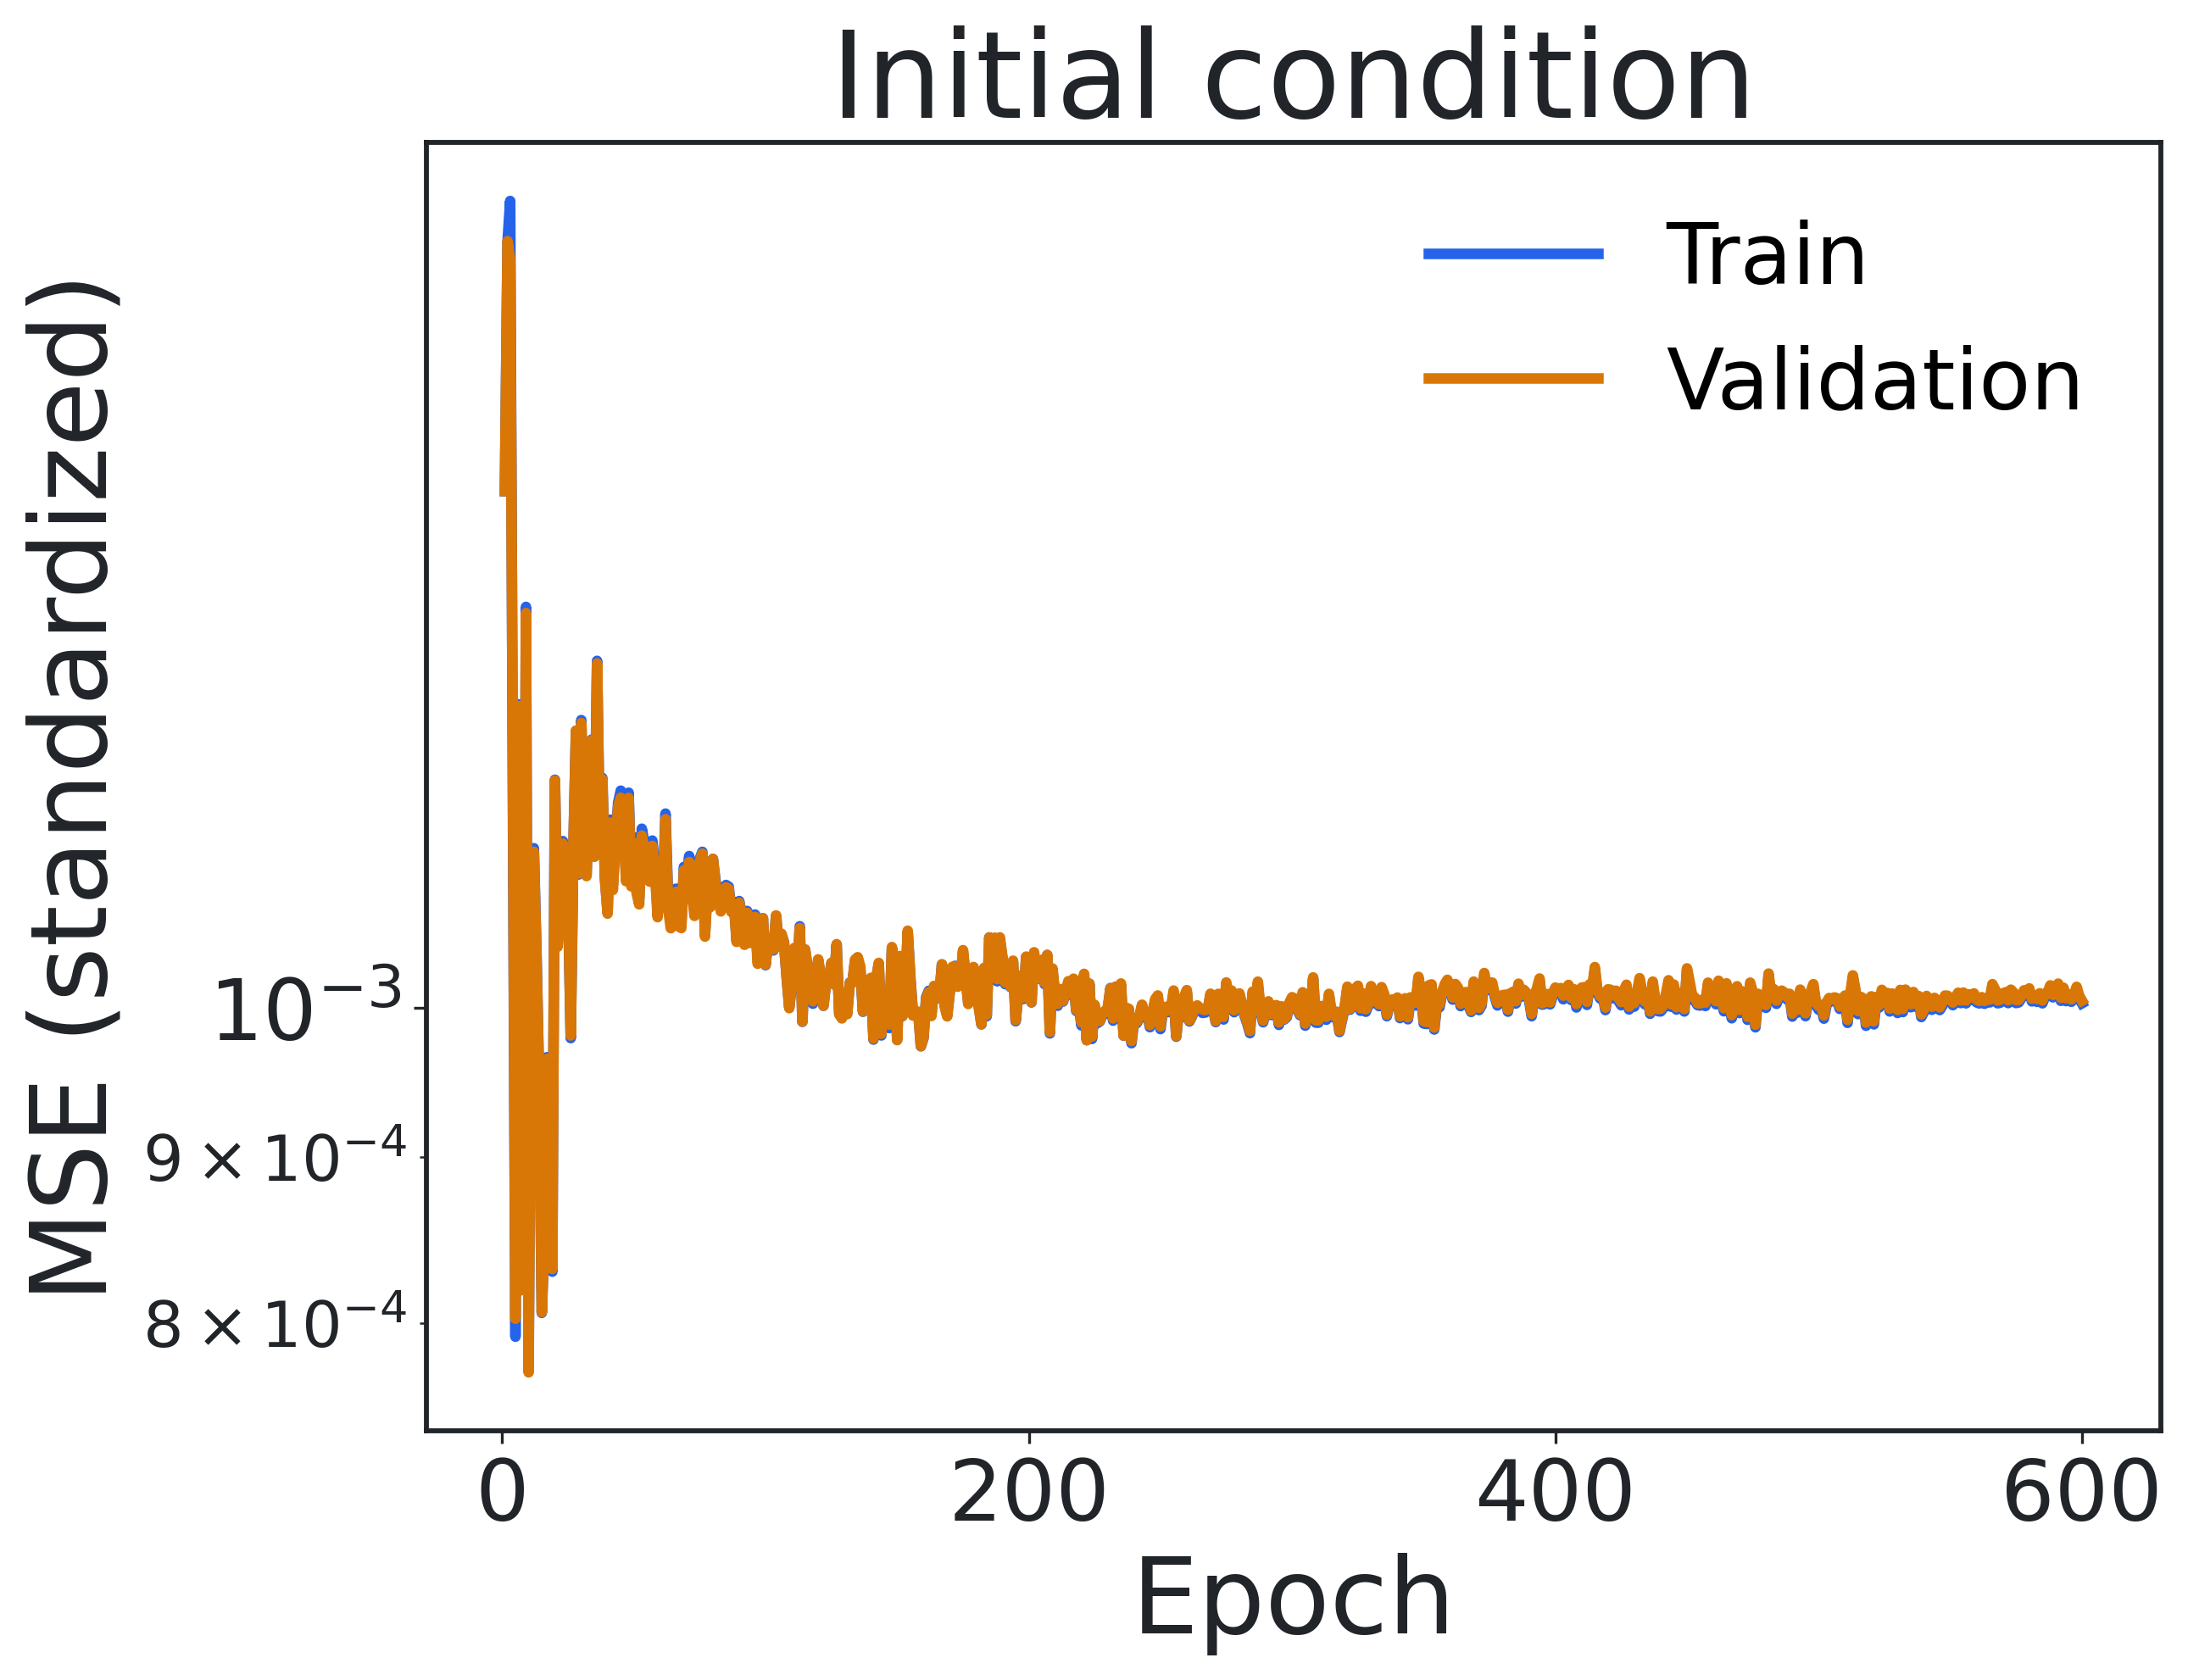 Initial condition
MSE (standardized)
Train
Validation
10⁻³
9 × 10⁻⁴
8 × 10⁻⁴
0 200 400 600
Epoch